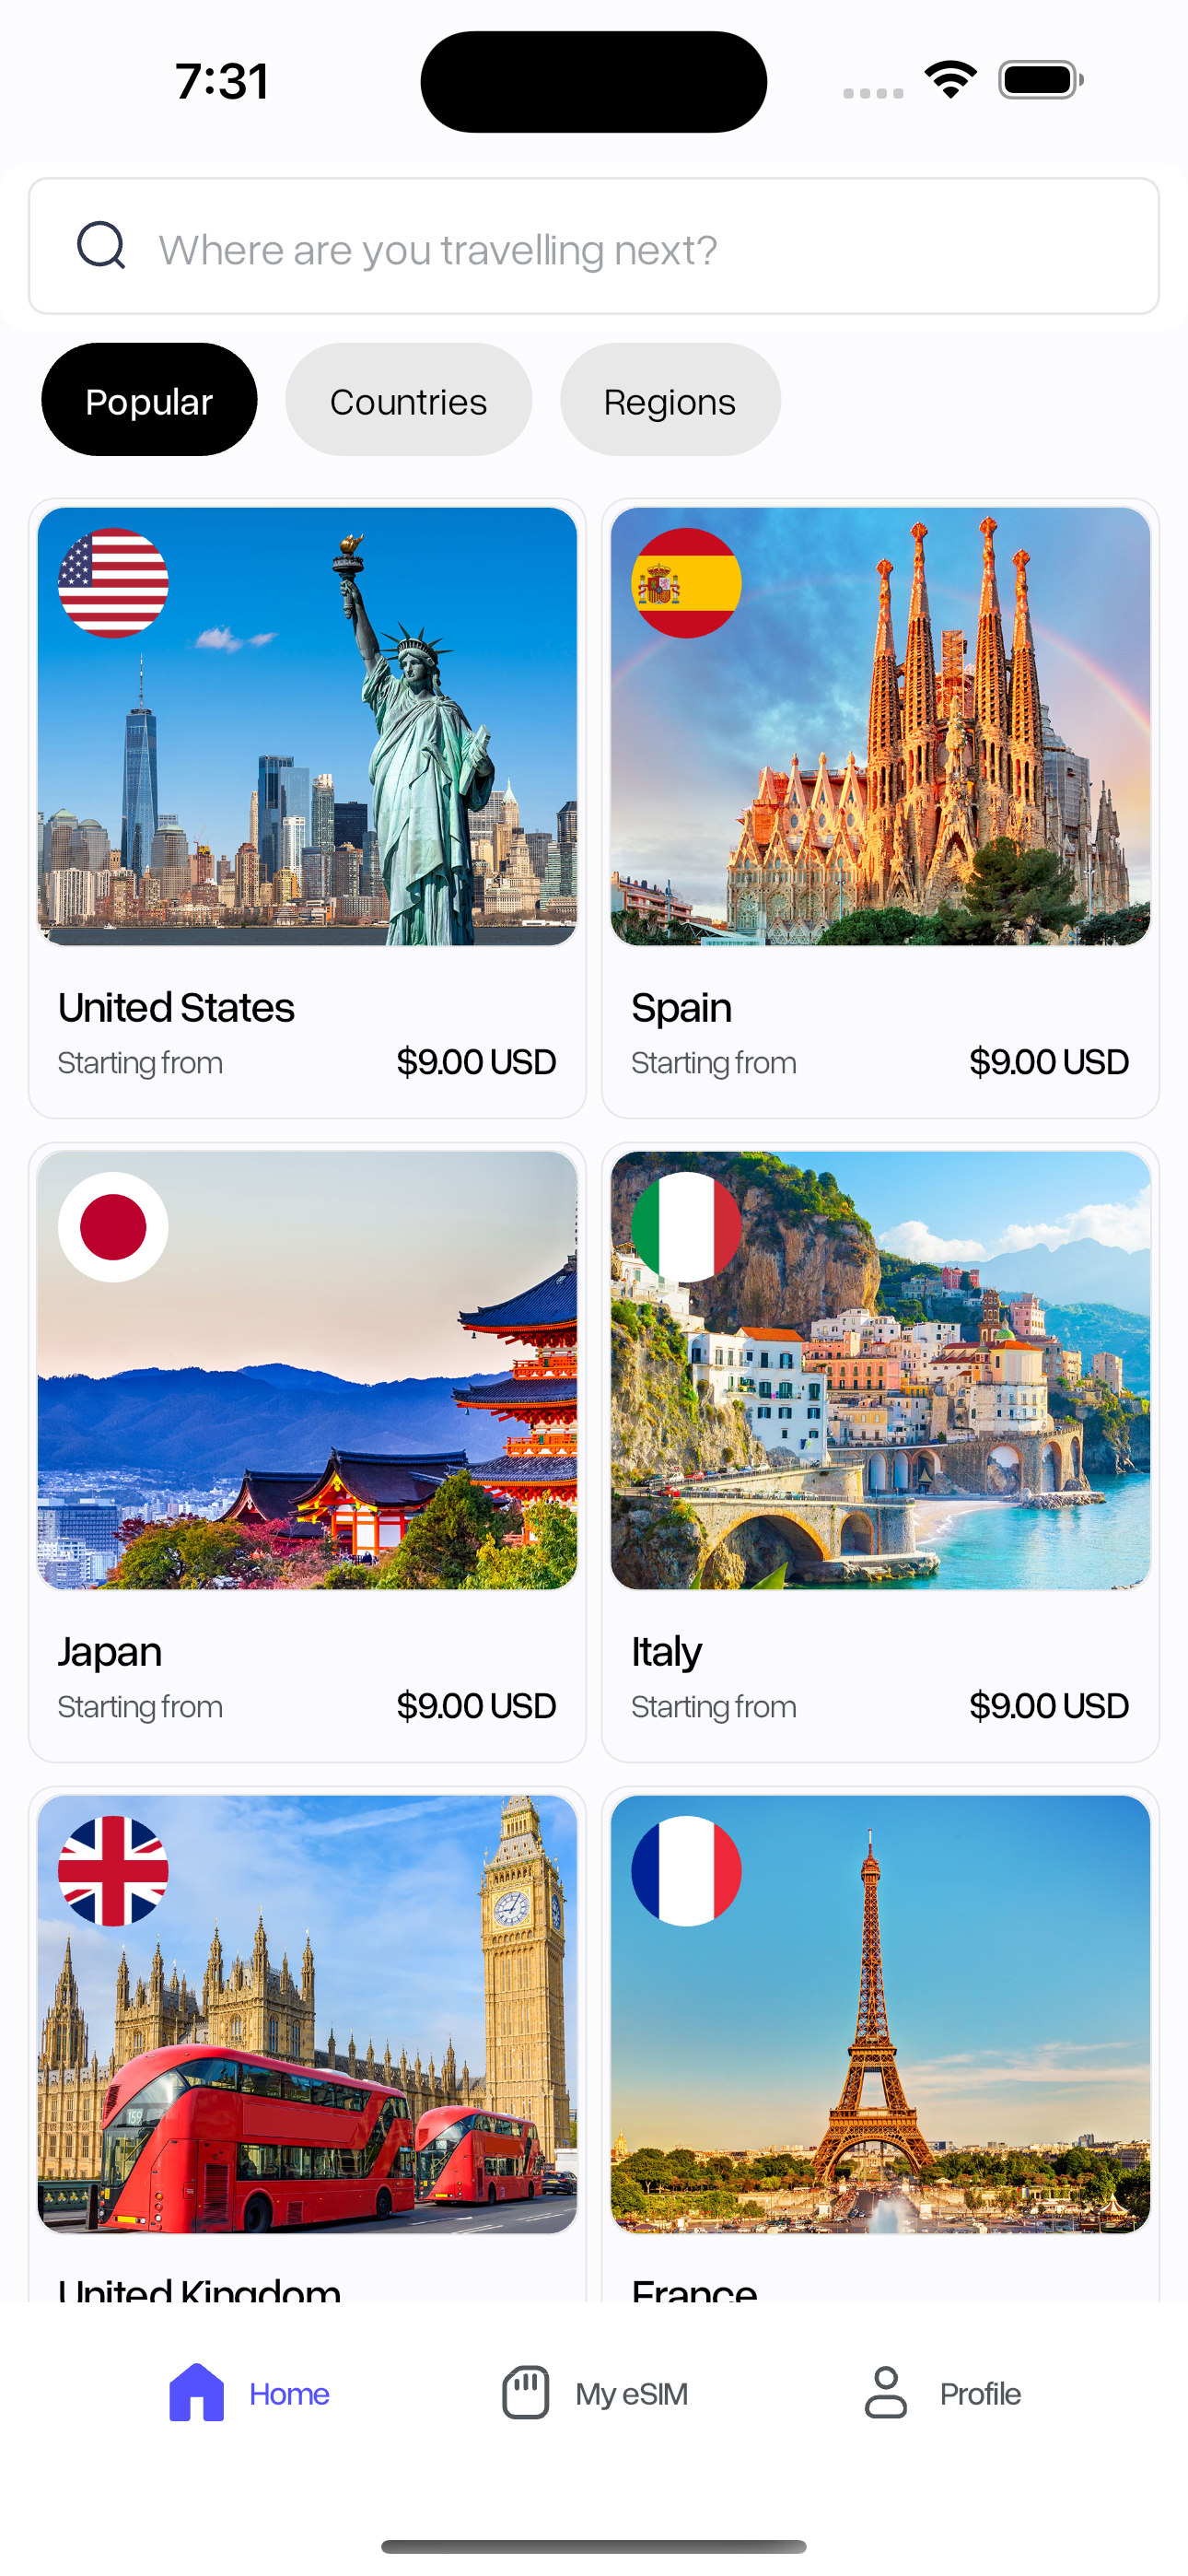 7:31
Where are you travelling next?
Popular
Countries
Regions
United States
Starting from
$9.00 USD
Spain
Starting from
$9.00 USD
Japan
Starting from
$9.00 USD
Italy
Starting from
$9.00 USD
159
United Kingdom
France
Home
My eSIM
Profile